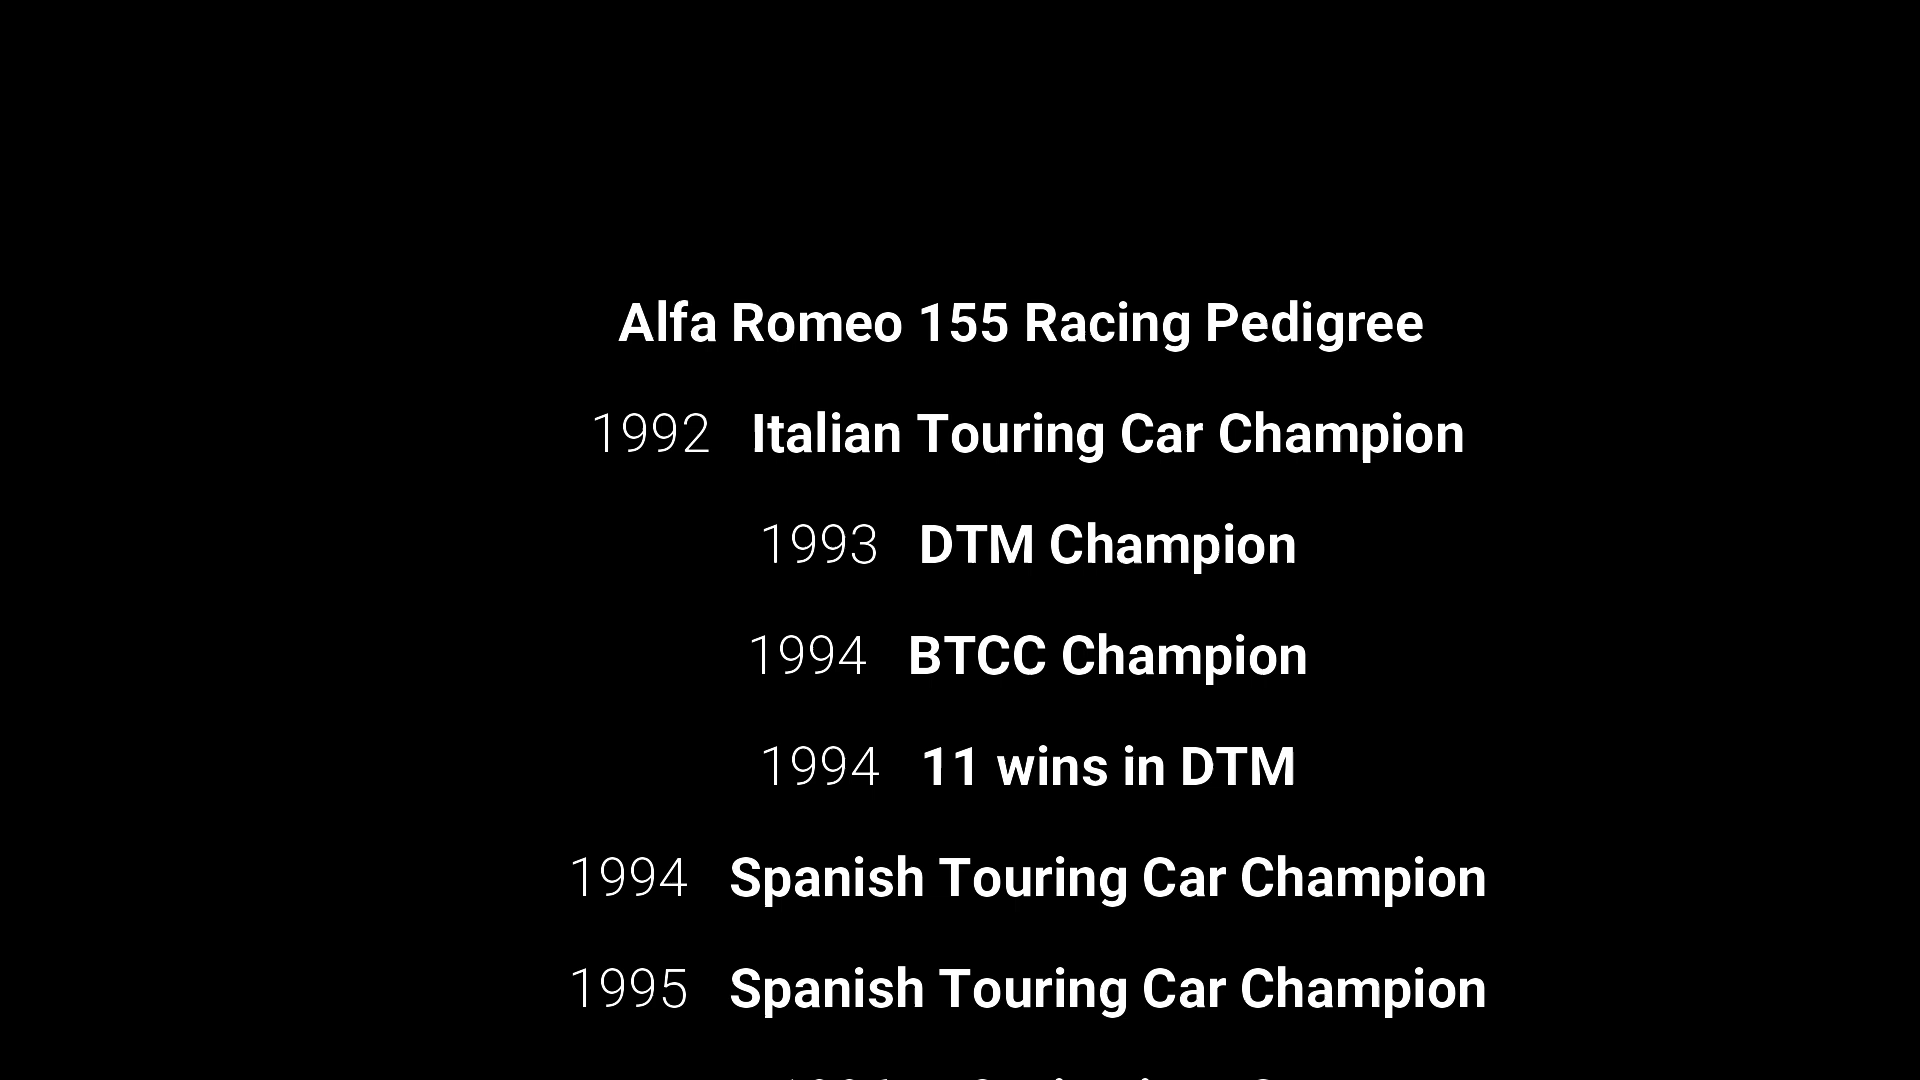 Alfa Romeo 155 Racing Pedigree
1992 Italian Touring Car Champion
1993 DTM Champion
1994 BTCC Champion
1994 11 wins in DTM
1994 Spanish Touring Car Champion
1995 Spanish Touring Car Champion